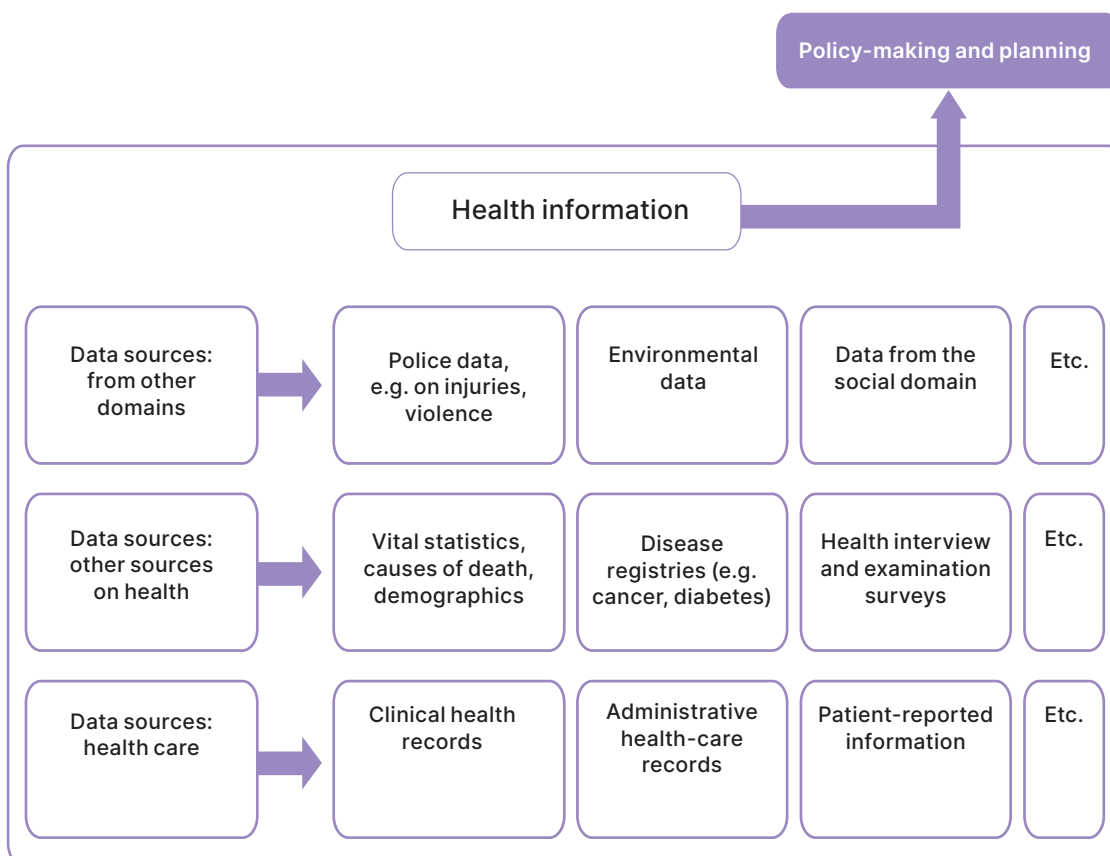 Policy-making and planning
Health information
Data sources:
from other
domains
Police data,
e.g. on injuries,
violence
Environmental
data
Data from the
social domain
Etc.
Data sources:
other sources
on health
Vital statistics,
causes of death,
demographics
Disease
registries (e.g.
cancer, diabetes)
Health interview
and examination
surveys
Etc.
Data sources:
health care
Clinical health
records
Administrative
health-care
records
Patient-reported
information
Etc.